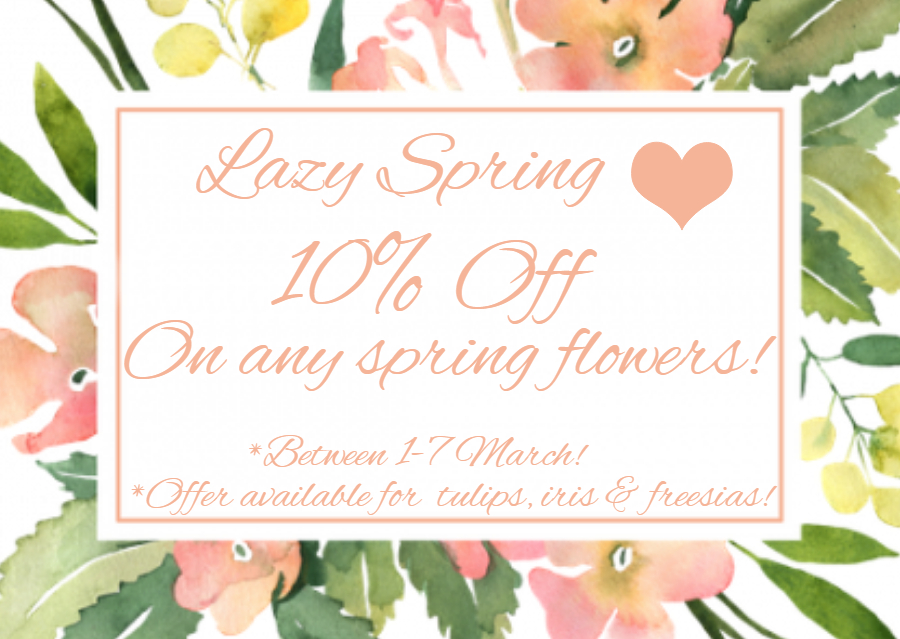 Lazy Spring
10% Off
On any spring flowers!
*Between 1-7 March!
*Offer available for tulips, iris & freesias!